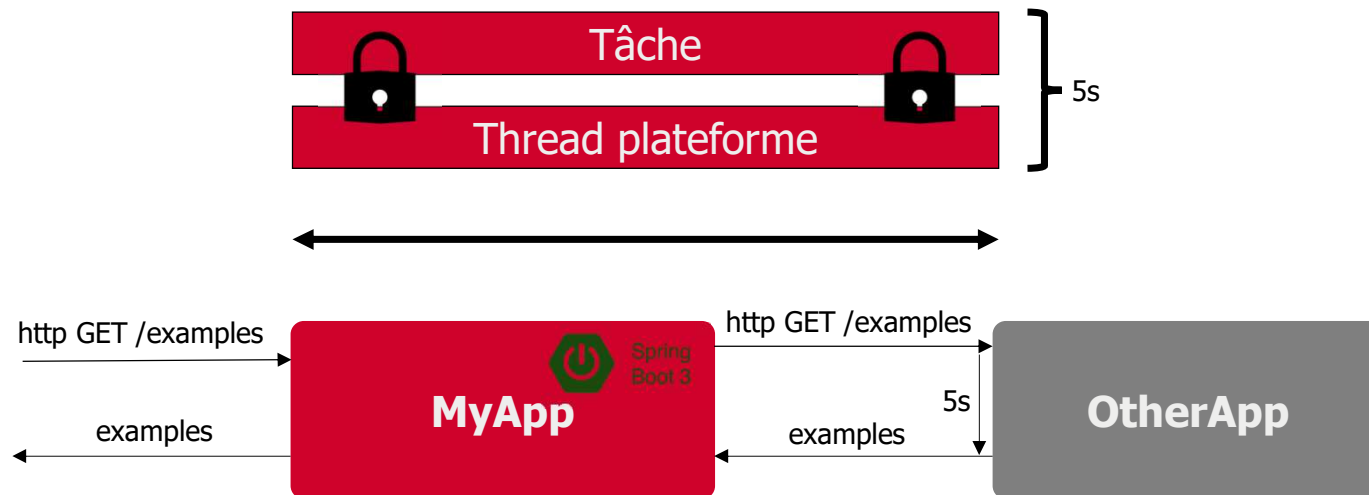 Tâche
5s
Thread plateforme
http GET /examples
http GET /examples
Spring
Boot 3
MyApp
5s
OtherApp
examples
examples